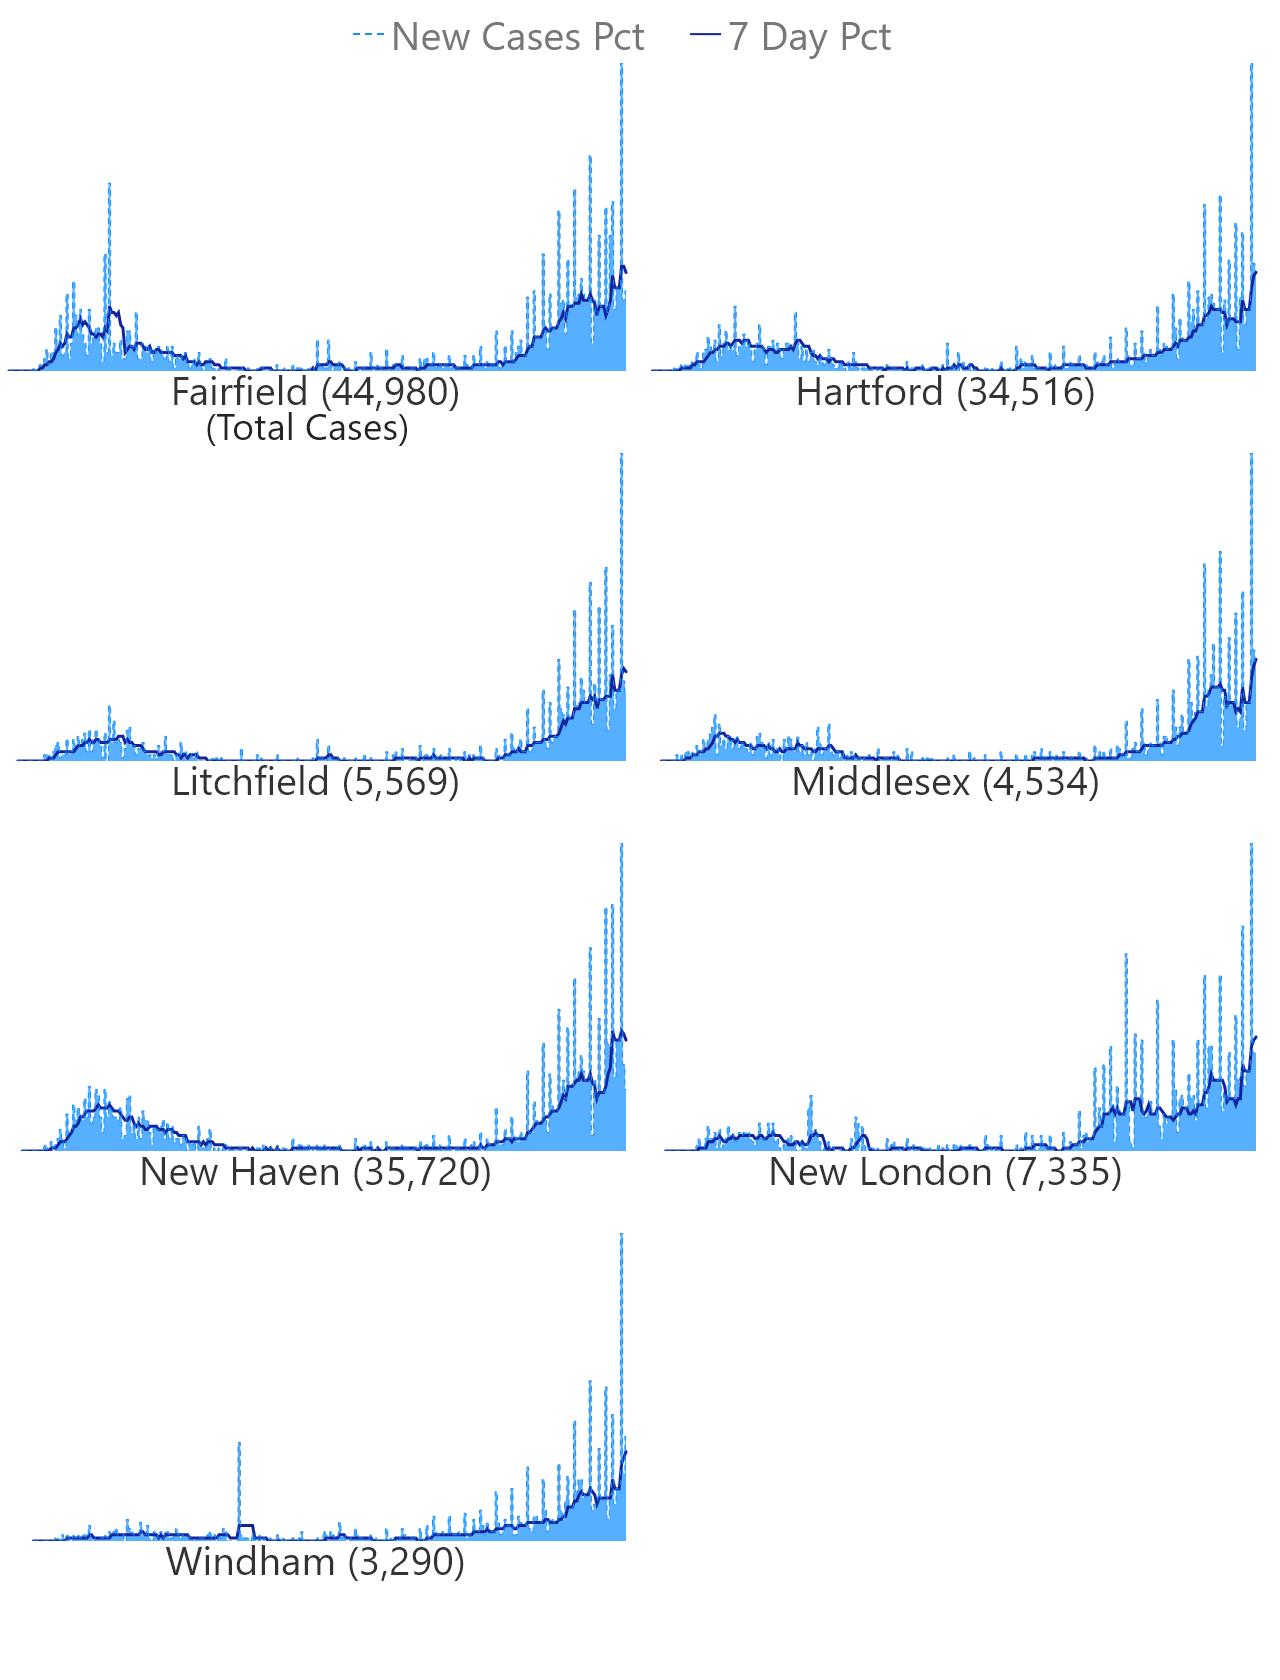 New Cases Pct 7 Day Pct
Fairfield (44,980)
(Total Cases)
Hartford (34,516)
Litchfield (5,569)
Middlesex (4,534)
New Haven (35,720)
New London (7,335)
Windham (3,290)